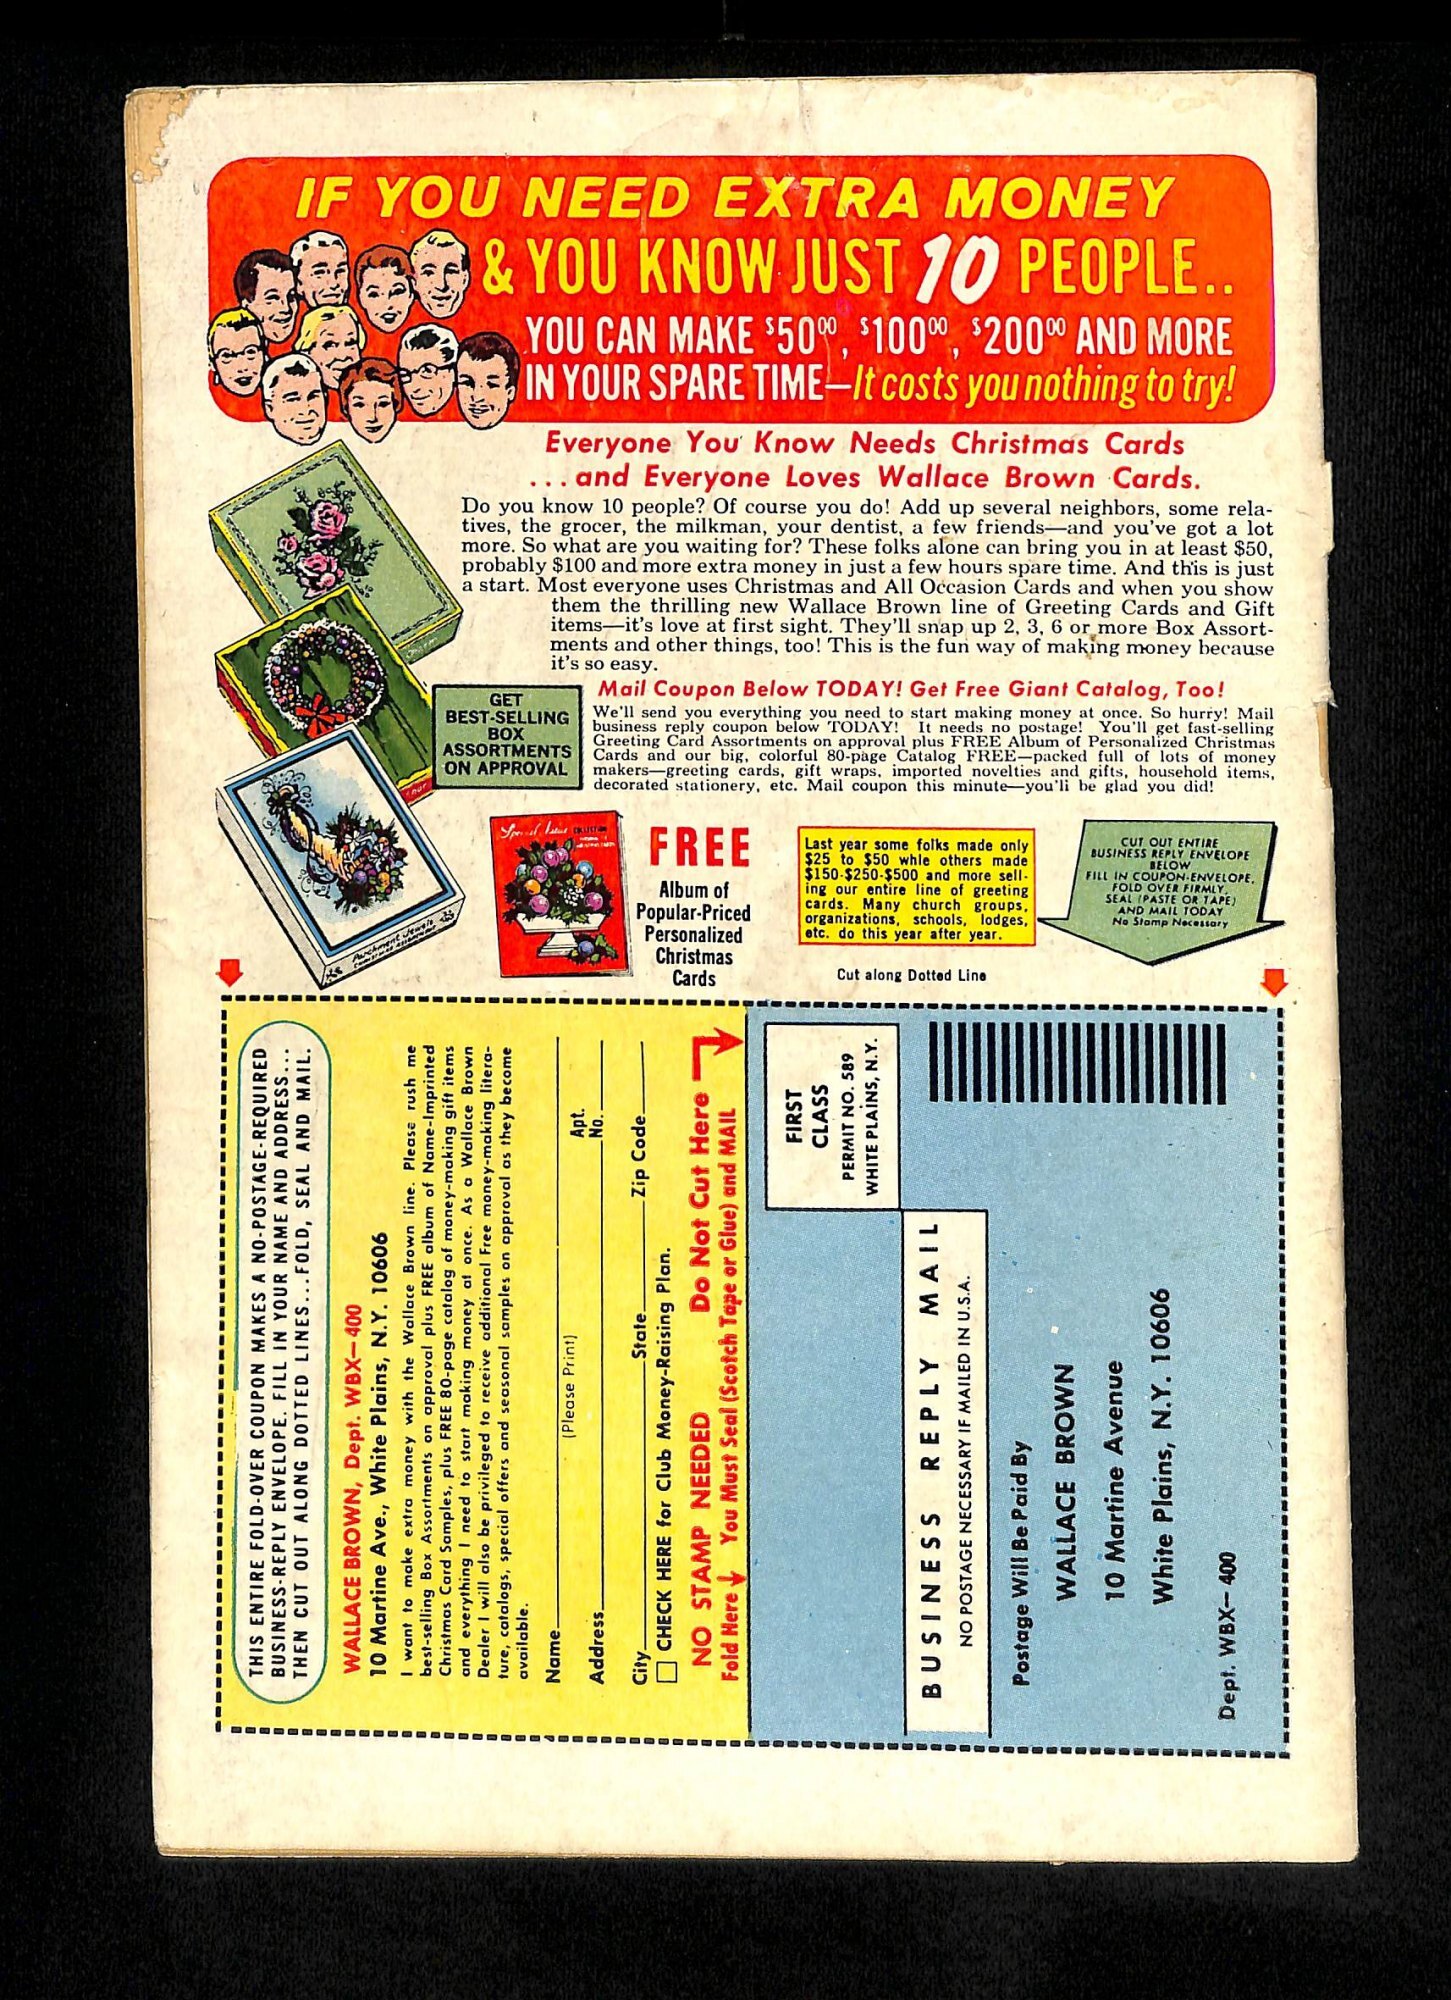 IF YOU NEED EXTRA MONEY
& YOU KNOW JUST 10 PEOPLE..
YOU CAN MAKE $50⁰⁰, $100⁰⁰, $200⁰⁰ AND MORE
IN YOUR SPARE TIME—It costs you nothing to try!
Everyone You Know Needs Christmas Cards
...and Everyone Loves Wallace Brown Cards.
Do you know 10 people? Of course you do! Add up several neighbors, some rela-
tives, the grocer, the milkman, your dentist, a few friends—and you've got a lot
more. So what are you waiting for? These folks alone can bring you in at least $50,
probably $100 and more extra money in just a few hours spare time. And this is just
a start. Most everyone uses Christmas and All Occasion Cards and when you show
them the thrilling new Wallace Brown line of Greeting Cards and Gift
items—it's love at first sight. They'll snap up 2, 3, 6 or more Box Assort-
ments and other things, too! This is the fun way of making money because
it's so easy.
GET
BEST-SELLING
BOX
ASSORTMENTS
ON APPROVAL
Mail Coupon Below TODAY! Get Free Giant Catalog, Too!
We'll send you everything you need to start making money at once. So hurry! Mail
business reply coupon below TODAY! It needs no postage! You'll get fast-selling
Greeting Card Assortments on approval plus FREE Album of Personalized Christmas
Cards and our big, colorful 80-page Catalog FREE—packed full of lots of money
makers—greeting cards, gift wraps, imported novelties and gifts, household items,
decorated stationery, etc. Mail coupon this minute—you'll be glad you did!
Parchment Jewels
Special Value COLLECTION
FREE
Album of
Popular-Priced
Personalized
Christmas
Cards
Last year some folks made only
$25 to $50 whle others made
$150-$250-$500 and more sell-
ing our entire line of greeting
cards. Many church groups,
organizations, schools, lodges,
etc. do this year after year.
CUT OUT ENTIRE
BUSINESS REPLY ENVELOPE
BELOW
FILL IN COUPON-ENVELOPE,
FOLD OVER FIRMLY,
SEAL (PASTE OR TAPE)
AND MAIL TODAY
No Stamp Necessary
Cut along Dotted Line
THIS ENTIRE FOLD-OVER COUPON MAKES A NO-POSTAGE-REQUIRED
BUSINESS-REPLY ENVELOPE. FILL IN YOUR NAME AND ADDRESS...
THEN CUT OUT ALONG DOTTED LINES...FOLD, SEAL AND MAIL.
WALLACE BROWN, Dept. WBX—400
10 Martine Ave., White Plains, N.Y. 10606
I want to make extra money with the Wallace Brown line. Please rush me
best-selling Box Assortments on approval plus FREE album of Name-Imprinted
Christmas Card Samples, plus FREE 80-page catalog of money-making gift items
and everything I need to start making money at once. As a Wallace Brown
Dealer I will also be privileged to receive additional Free money-making litera-
ture, catalogs, special offers and seasonal samples on approval as they become
available.
Name
(Please Print)
Address Apt. No.
City State Zip Code
CHECK HERE for Club Money-Raising Plan.
NO STAMP NEEDED Do Not Cut Here
Fold Here You Must Seal (Scotch Tape or Glue) and MAIL
FIRST
CLASS
PERMIT NO. 589
WHITE PLAINS, N.Y.
BUSINESS REPLY MAIL
NO POSTAGE NECESSARY IF MAILED IN U.S.A.
Postage Will Be Paid By
WALLACE BROWN
10 Martine Avenue
White Plains, N.Y. 10606
Dept. WBX—400